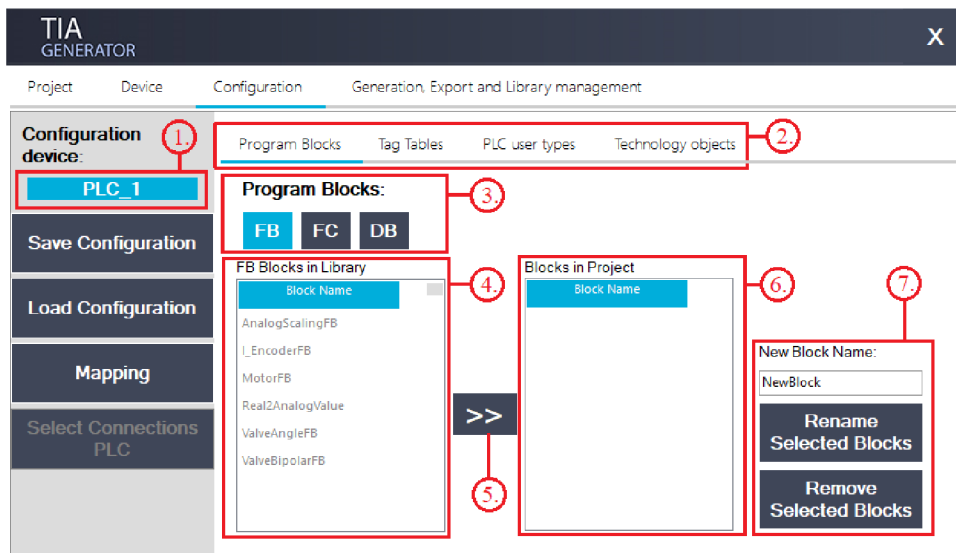 TIA
GENERATOR
X
Project Device Configuration Generation, Export and Library management
Configuration
device:
1.
PLC_1
Save Configuration
Load Configuration
Mapping
Select Connections
PLC
Program Blocks Tag Tables PLC user types Technology objects
2.
Program Blocks:
3.
FB FC DB
FB Blocks in Library
Block Name
4.
AnalogScalingFB
I_EncoderFB
MotorFB
Real2AnalogValue
ValveAngleFB
ValveBipolarFB
>>
5.
Blocks in Project
Block Name
6.
7.
New Block Name:
NewBlock
Rename
Selected Blocks
Remove
Selected Blocks